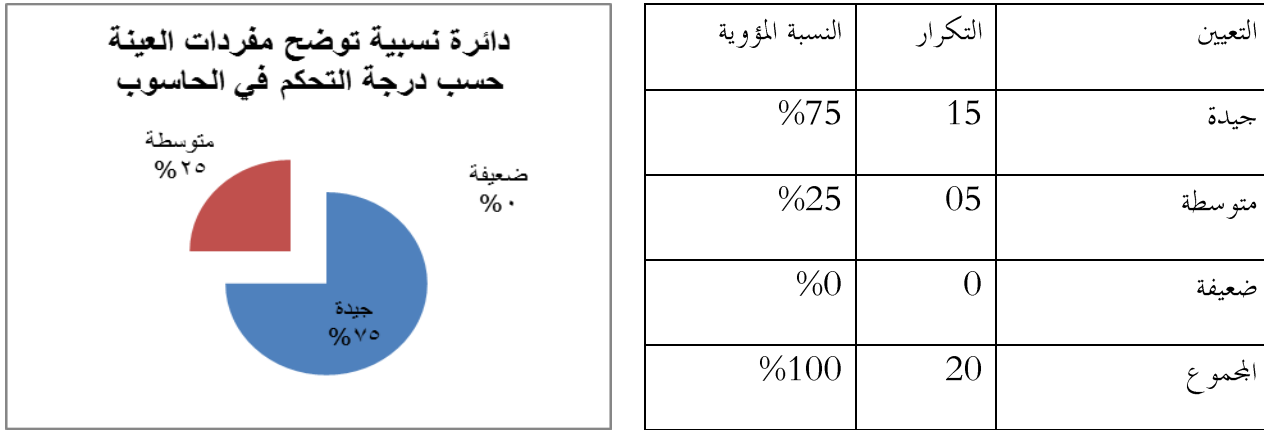 دائرة نسبية توضح مفردات العينة
حسب درجة التحكم في الحاسوب
متوسطة
%٢٥
ضعيفة
%٠
جيدة
%٧٥
التعيين التكرار النسبة المؤوية
جيدة 15 %75
متوسطة 05 %25
ضعيفة 0 %0
المجموع 20 %100